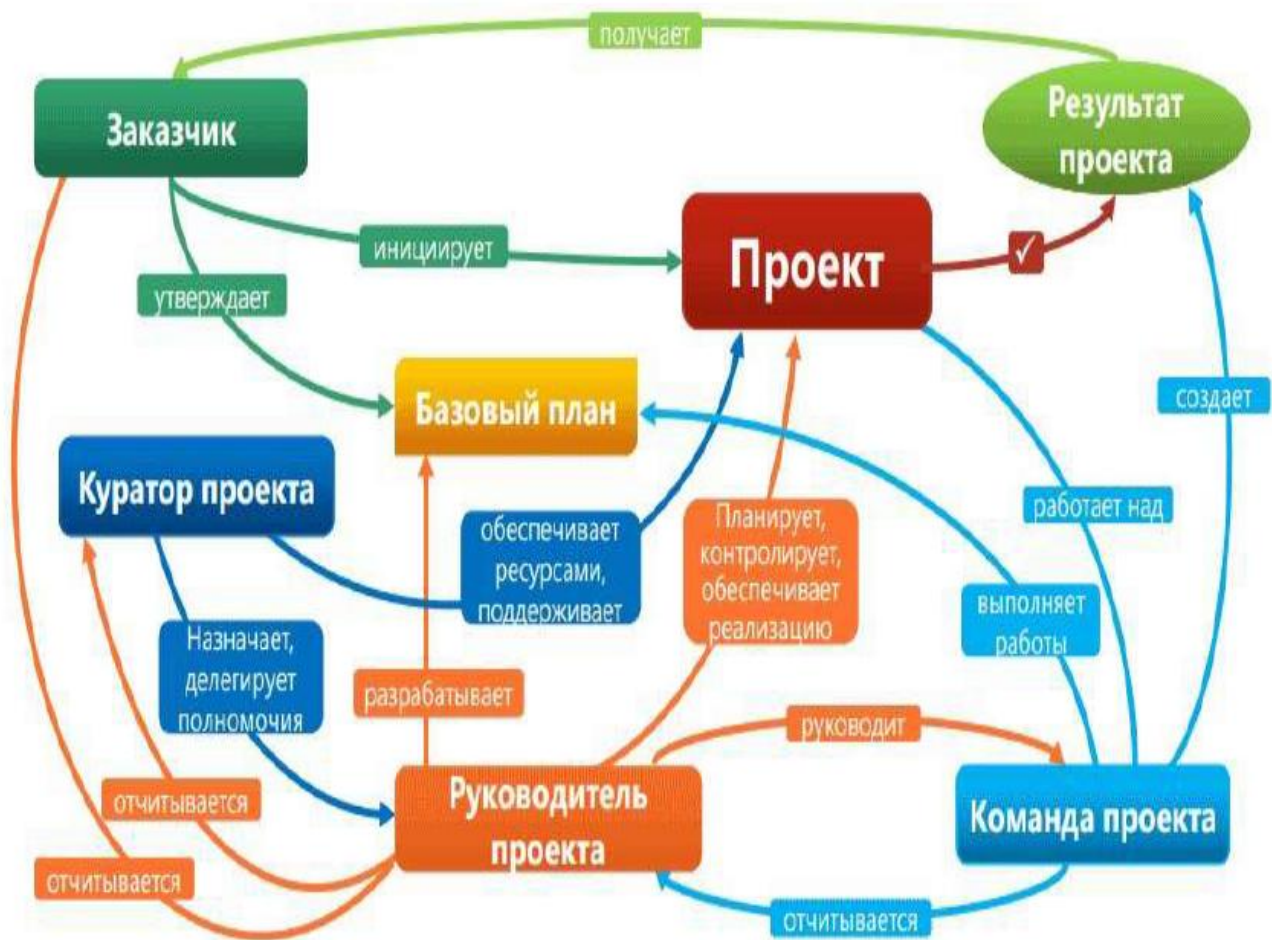 получает
Заказчик
Результат
проекта
инициирует
Проект
утверждает
Базовый план
создает
Куратор проекта
обеспечивает
ресурсами,
поддерживает
Планирует,
контролирует,
обеспечивает
реализацию
работает над
выполняет
работы
Назначает,
делегирует
полномочия
разрабатывает
руководит
отчитывается
Руководитель
проекта
Команда проекта
отчитывается
отчитывается